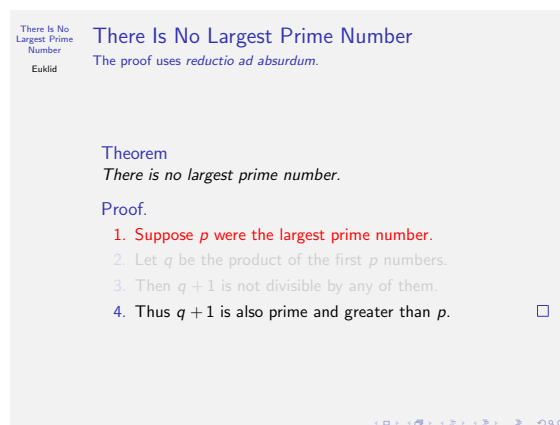 There Is No
Largest Prime
Number
Euklid
There Is No Largest Prime Number
The proof uses reductio ad absurdum.
Theorem
There is no largest prime number.
Proof.
1. Suppose p were the largest prime number.
2. Let q be the product of the first p numbers.
3. Then q + 1 is not divisible by any of them.
4. Thus q + 1 is also prime and greater than p.